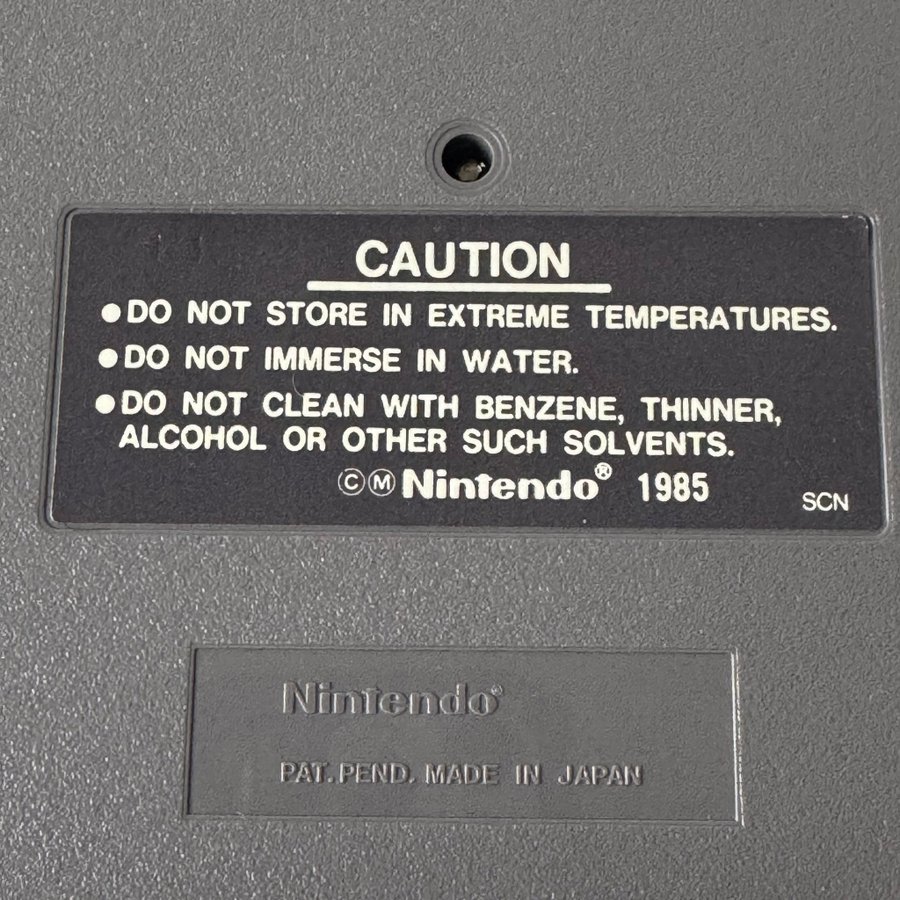 CAUTION
●DO NOT STORE IN EXTREME TEMPERATURES.
●DO NOT IMMERSE IN WATER.
●DO NOT CLEAN WITH BENZENE, THINNER,
ALCOHOL OR OTHER SUCH SOLVENTS.
ⒸⓂNintendo® 1985
SCN
Nintendo®
PAT. PEND. MADE IN JAPAN